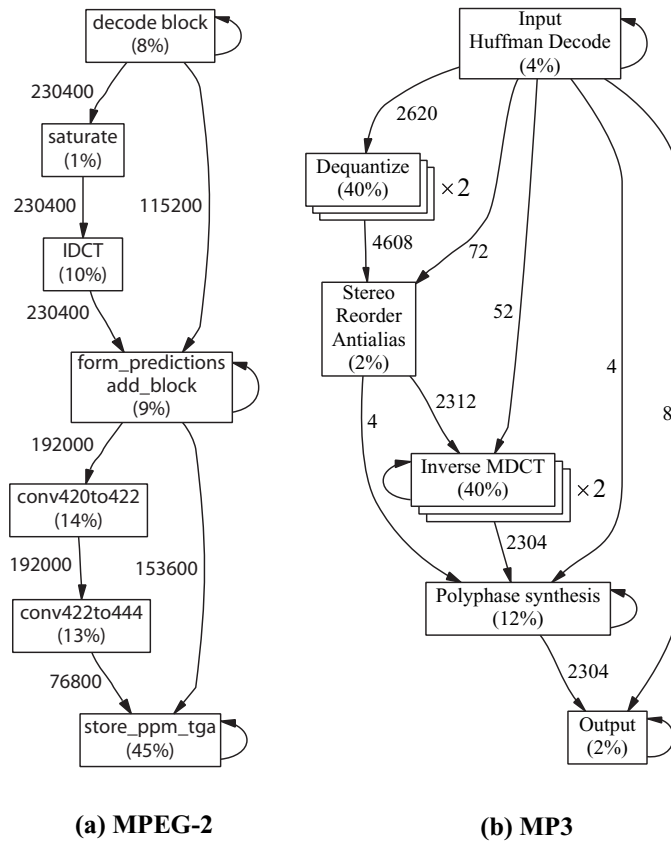 decode block
(8%)
230400
saturate
(1%)
230400
115200
IDCT
(10%)
230400
form_predictions
add_block
(9%)
192000
conv420to422
(14%)
192000
153600
conv422to444
(13%)
76800
store_ppm_tga
(45%)
(a) MPEG-2
Input
Huffman Decode
(4%)
2620
Dequantize
(40%)
×2
4608
72
Stereo
Reorder
Antialias
(2%)
52
4
8
4
2312
Inverse MDCT
(40%)
×2
2304
Polyphase synthesis
(12%)
2304
Output
(2%)
(b) MP3